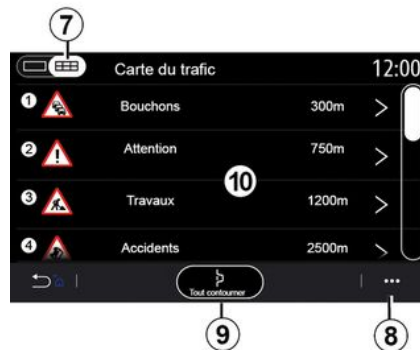 7
Carte du trafic 12:00
1 Bouchons 300m
2 Attention 750m
10
3 Travaux 1200m
4 Accidents 2500m
Tout contourner
9 8